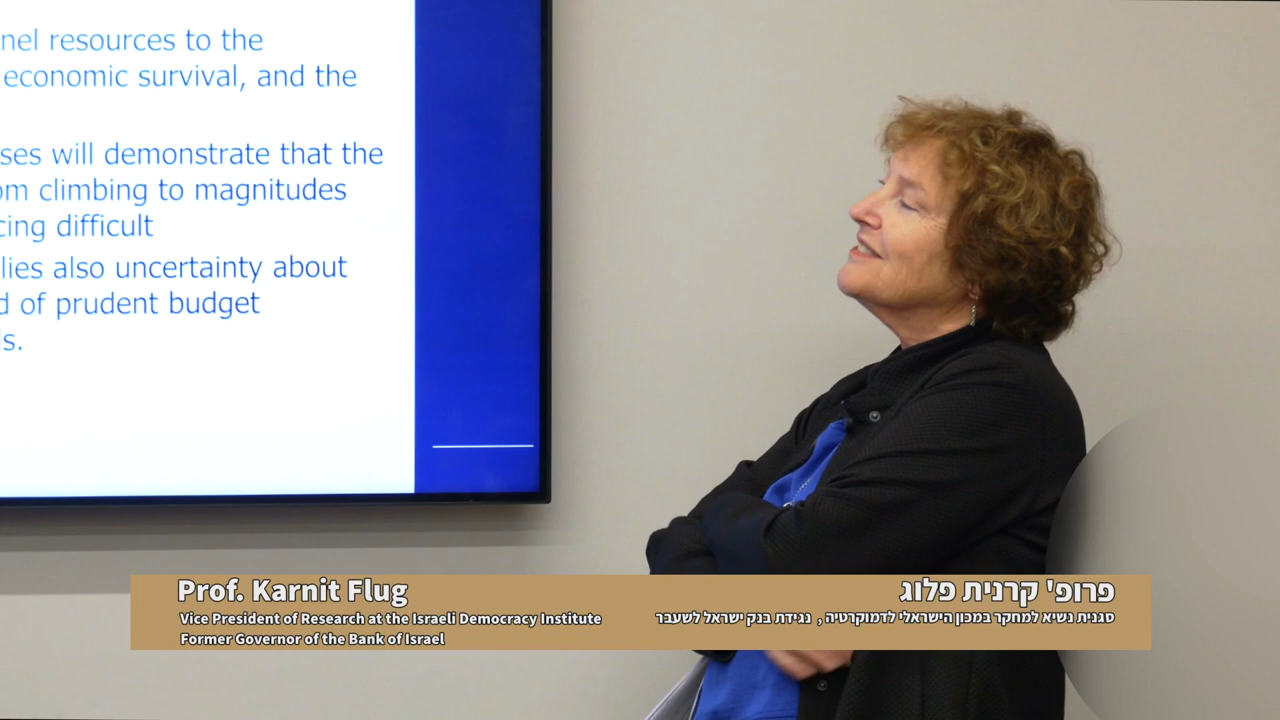 nel resources to the
economic survival, and the
ses will demonstrate that the
om climbing to magnitudes
cing difficult
lies also uncertainty about
d of prudent budget
ls.
Prof. Karnit Flug
Vice President of Research at the Israeli Democracy Institute
Former Governor of the Bank of Israel
פרופ' קרנית פלוג
סגנית נשיא למחקר במכון הישראלי לדמוקרטיה , נגידת בנק ישראל לשעבר